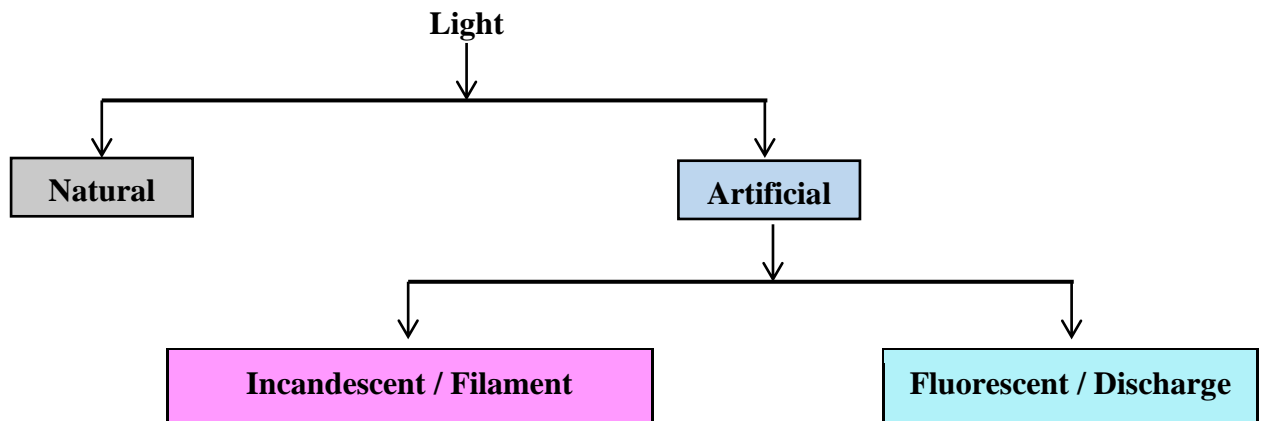 Light
Natural
Artificial
Incandescent / Filament
Fluorescent / Discharge